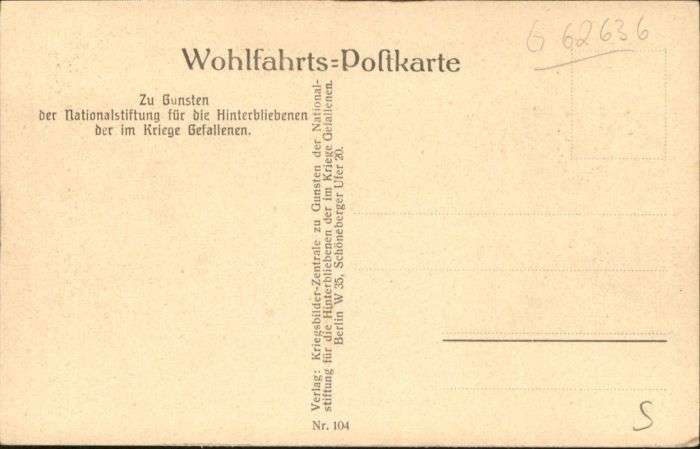 G 62636
Wohlfahrts=Postkarte
Zu Gunsten
der Nationalstiftung für die Hinterbliebenen
der im Kriege Gefallenen.
Verlag: Kriegsbilder-Zentrale zu Gunsten der National-
stiftung für die Hinterbliebenen der im Kriege Gefallenen.
Berlin W 35, Schöneberger Ufer 20.
Nr. 104
S